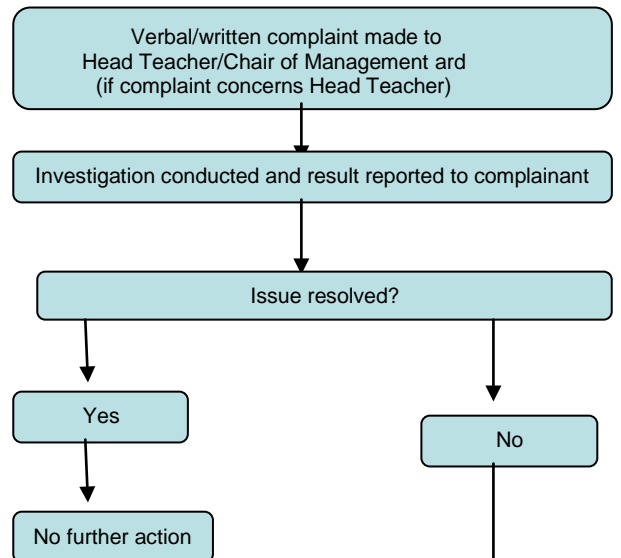 Verbal/written complaint made to
Head Teacher/Chair of Management ard
(if complaint concerns Head Teacher)
Investigation conducted and result reported to complainant
Issue resolved?
Yes
No
No further action